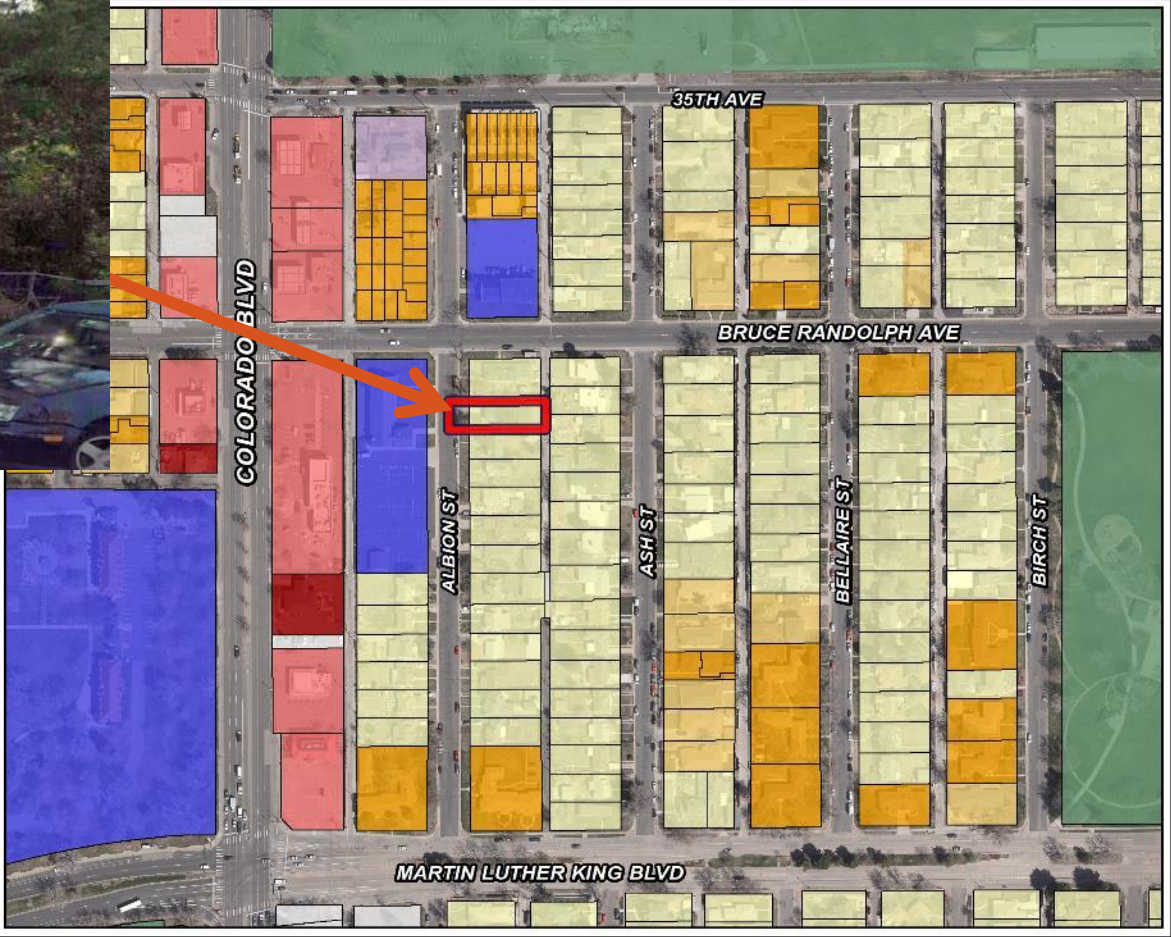 35TH AVE
BRUCE RANDOLPH AVE
COLORADO BLVD
ALBION ST
ASH ST
BELLAIRE ST
BIRCH ST
MARTIN LUTHER KING BLVD